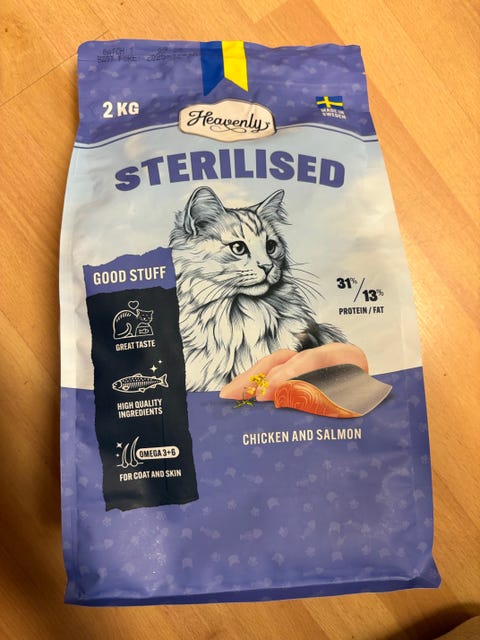 2 KG
Heavenly
MADE IN
SWEDEN
STERILISED
GOOD STUFF
GREAT TASTE
HIGH QUALITY
INGREDIENTS
OMEGA 3+6
FOR COAT AND SKIN
31%/13%
PROTEIN / FAT
CHICKEN AND SALMON